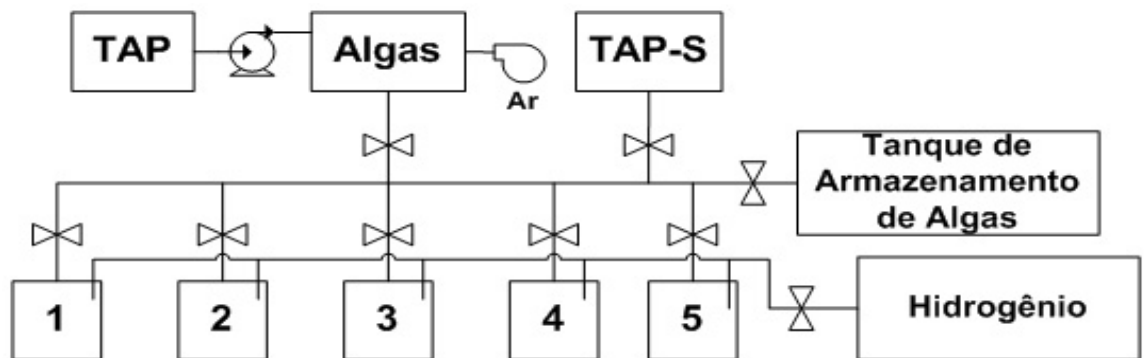 TAP
Algas
TAP-S
Ar
Tanque de
Armazenamento
de Algas
1
2
3
4
5
Hidrogênio